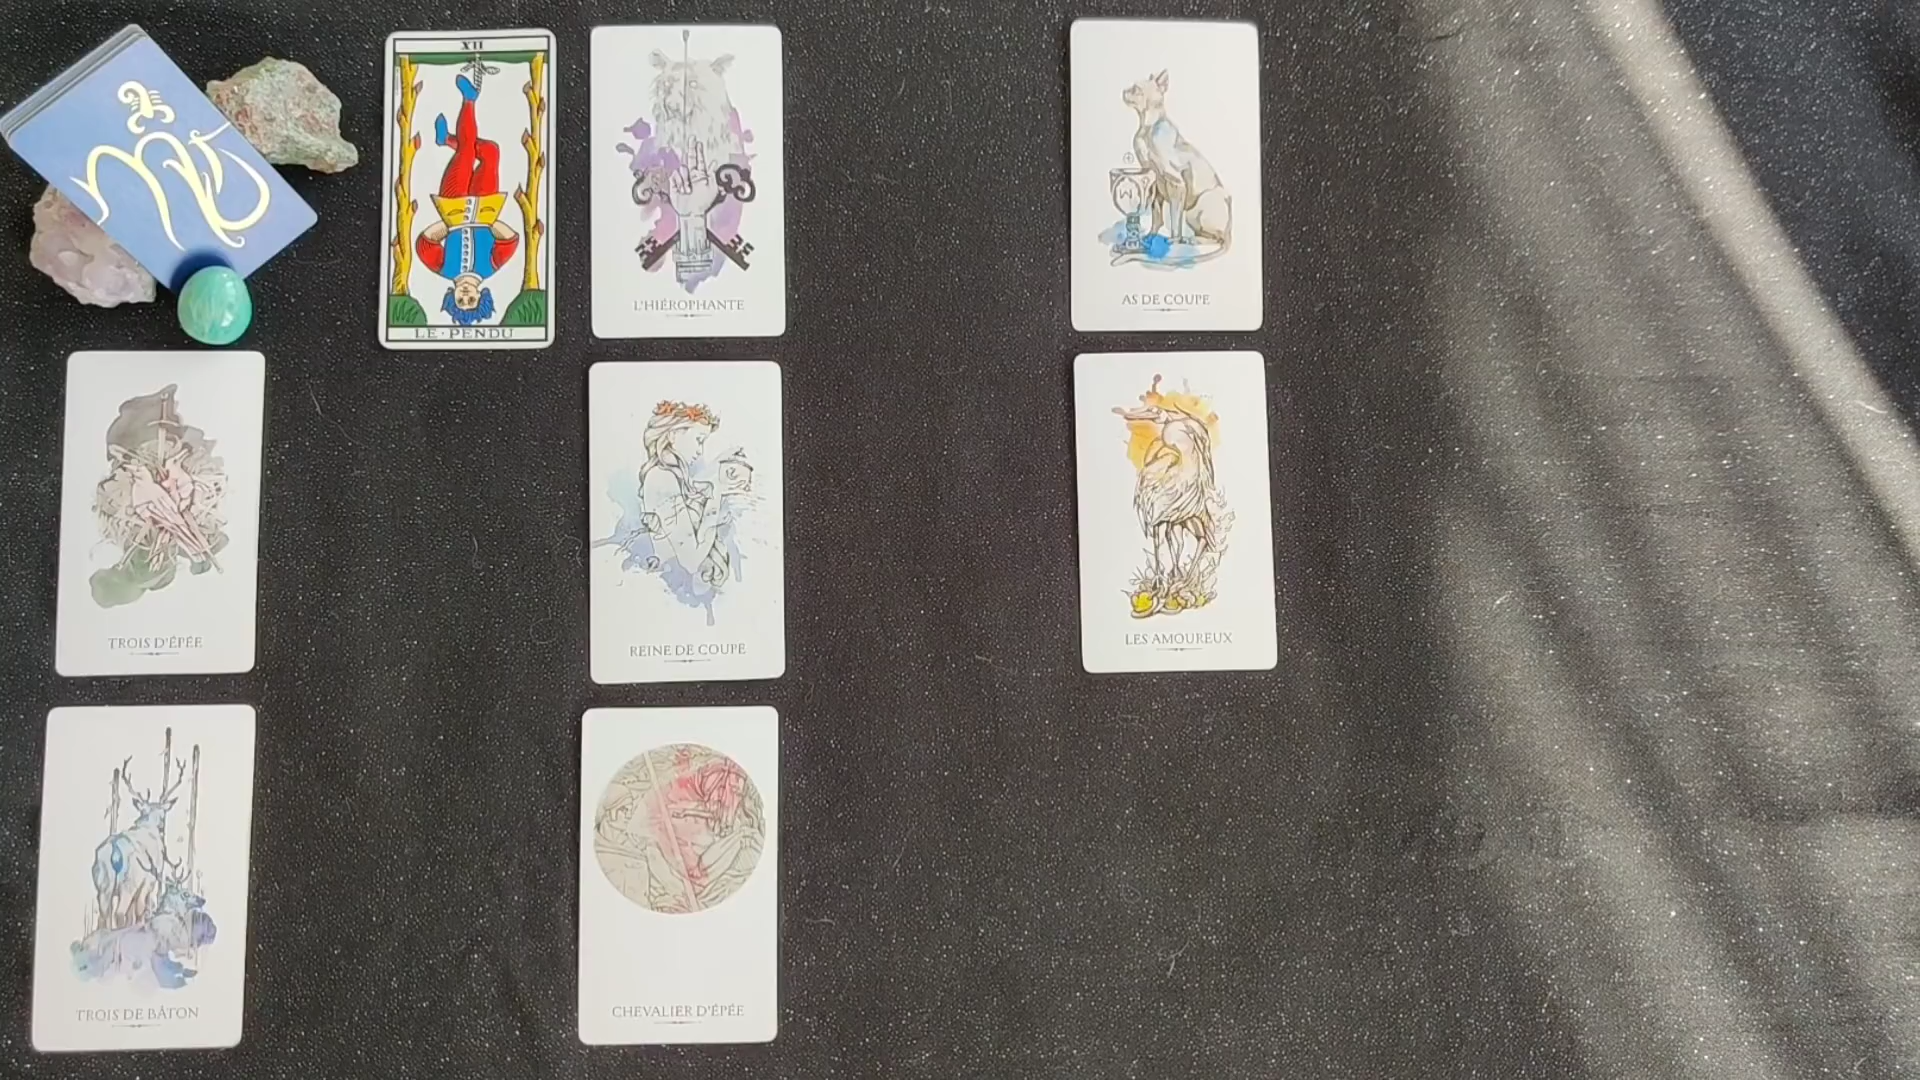 XII
LE·PENDU
L'HIÉROPHANTE
AS DE COUPE
TROIS D'ÉPÉE
REINE DE COUPE
LES AMOUREUX
TROIS DE BÂTON
CHEVALIER D'ÉPÉE